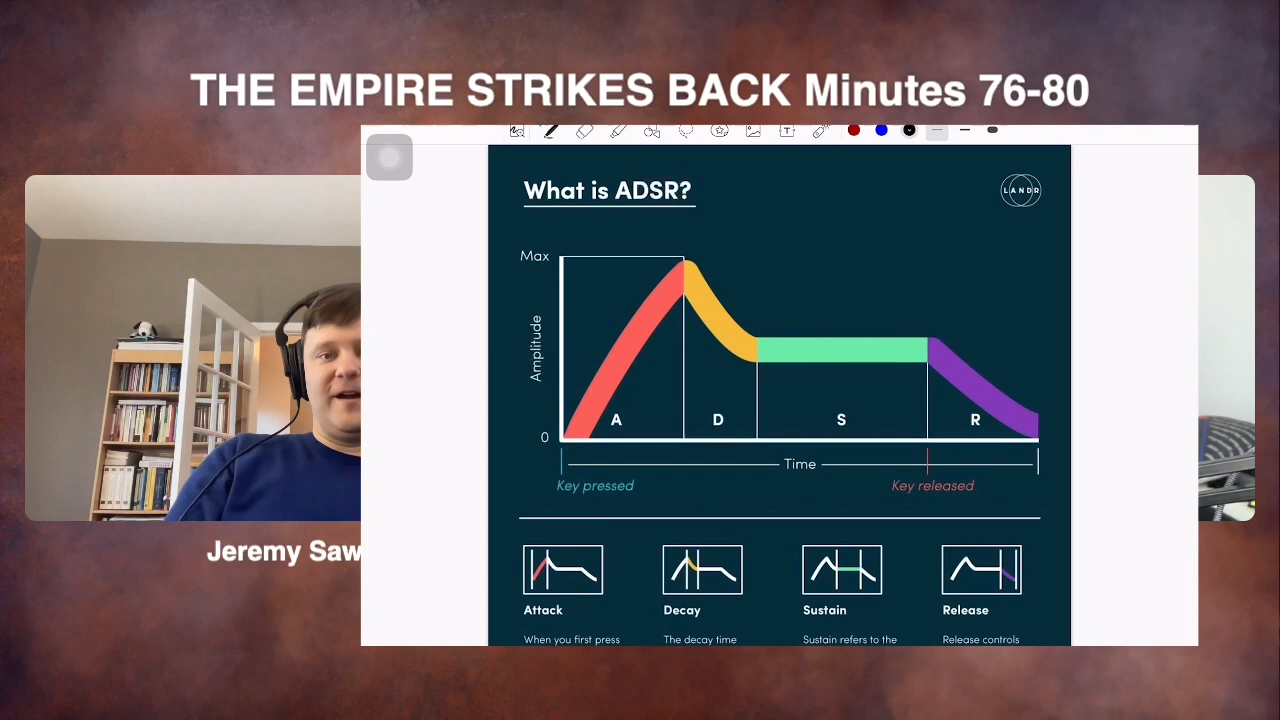 THE EMPIRE STRIKES BACK Minutes 76-80
T
What is ADSR?
LANDR
Max
Amplitude
0
A
D
S
R
Time
Key pressed
Key released
Jeremy Saw
Attack
Decay
Sustain
Release
When you first press
The decay time
Sustain refers to the
Release controls